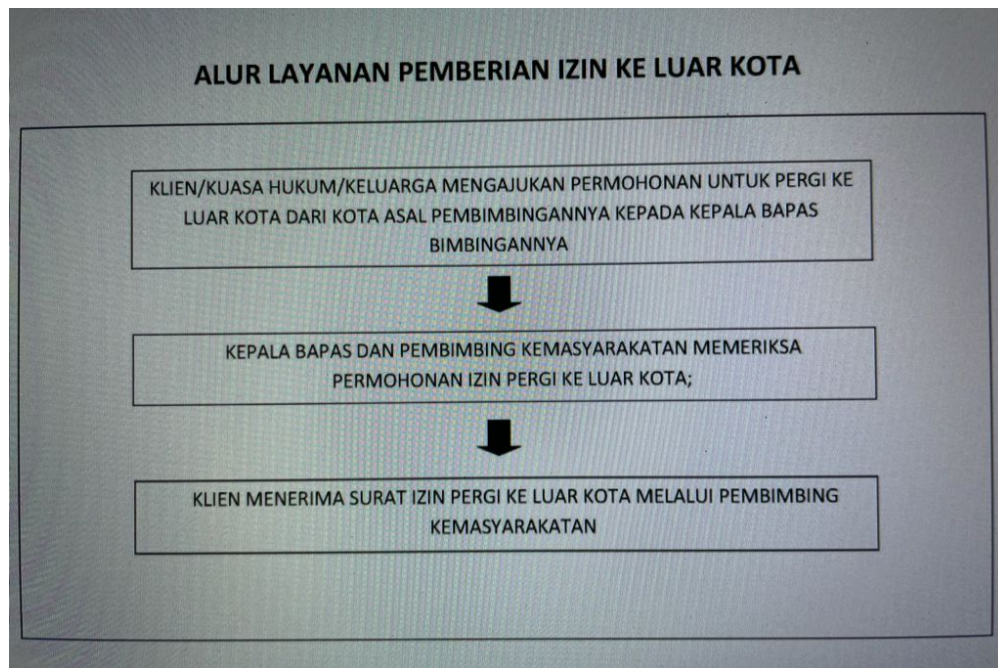 ALUR LAYANAN PEMBERIAN IZIN KE LUAR KOTA
KLIEN/KUASA HUKUM/KELUARGA MENGAJUKAN PERMOHONAN UNTUK PERGI KE
LUAR KOTA DARI KOTA ASAL PEMBIMBINGANNYA KEPADA KEPALA BAPAS
BIMBINGANNYA
KEPALA BAPAS DAN PEMBIMBING KEMASYARAKATAN MEMERIKSA
PERMOHONAN IZIN PERGI KE LUAR KOTA;
KLIEN MENERIMA SURAT IZIN PERGI KE LUAR KOTA MELALUI PEMBIMBING
KEMASYARAKATAN